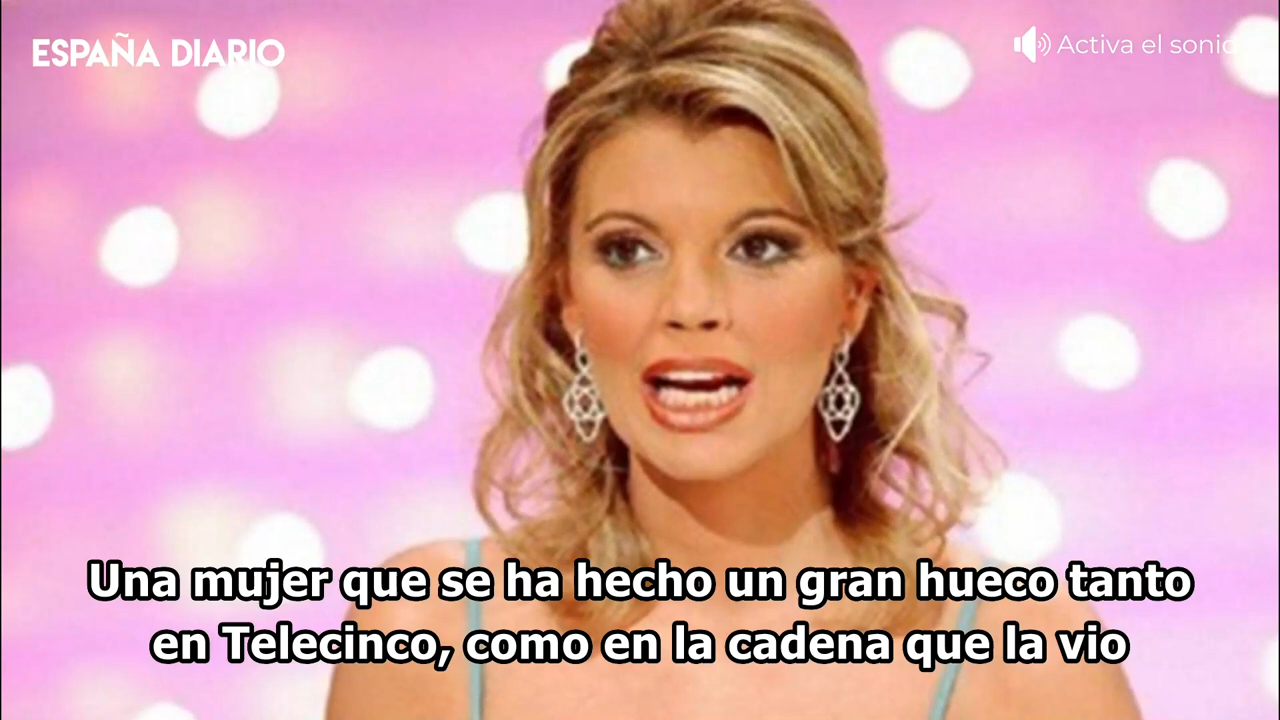 ESPAÑA DIARIO
Activa el sonido
Una mujer que se ha hecho un gran hueco tanto
en Telecinco, como en la cadena que la vio